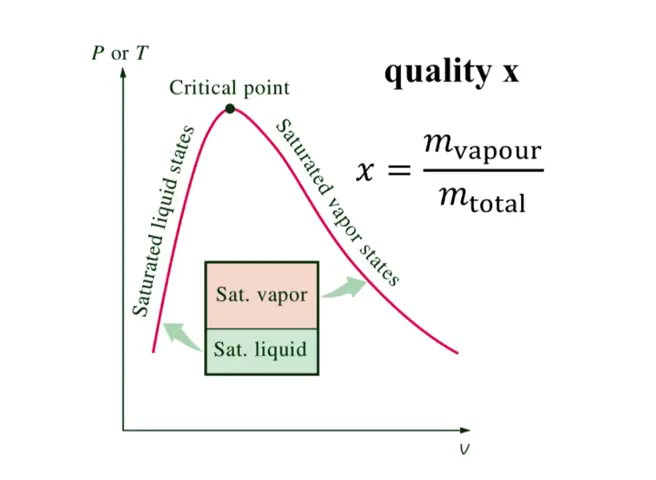 P or T
quality x
Critical point
x = m_vapour / m_total
Saturated liquid states
Saturated vapor states
Sat. vapor
Sat. liquid
v